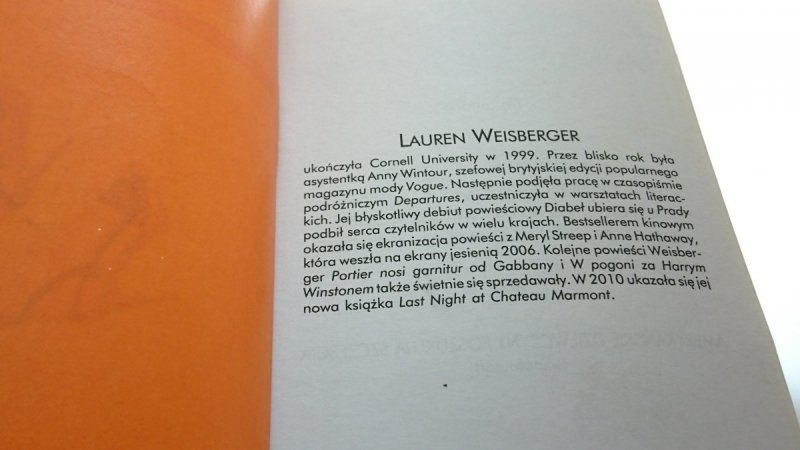 LAUREN WEISBERGER
ukończyła Cornell University w 1999. Przez blisko rok była
asystentką Anny Wintour, szefowej brytyjskiej edycji popularnego
magazynu mody Vogue. Następnie podjęła pracę w czasopiśmie
podróżniczym Departures, uczestniczyła w warsztatach literac-
kich. Jej błyskotliwy debiut powieściowy Diabeł ubiera się u Prady
podbił serca czytelników w wielu krajach. Bestsellerem kinowym
okazała się ekranizacja powieści z Meryl Streep i Anne Hathaway,
która weszła na ekrany jesienią 2006. Kolejne powieści Weisber-
ger Portier nosi garnitur od Gabbany i W pogoni za Harrym
Winstonem także świetnie się sprzedawały. W 2010 ukazała się jej
nowa książka Last Night at Chateau Marmont.